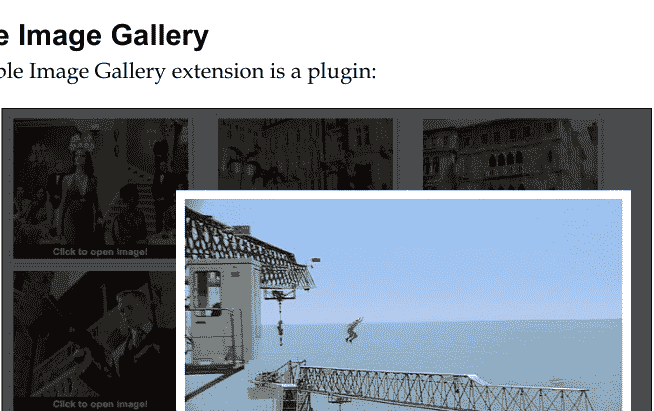 e Image Gallery
ble Image Gallery extension is a plugin:
Click to open image!
Click to open image!